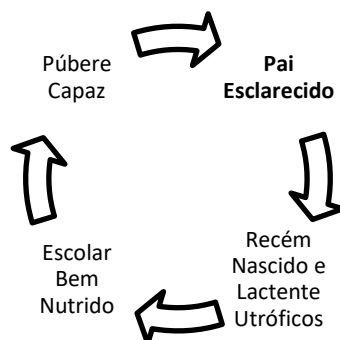 Púbere
Capaz
Pai
Esclarecido
Recém
Nascido e
Lactente
Utróficos
Escolar
Bem
Nutrido